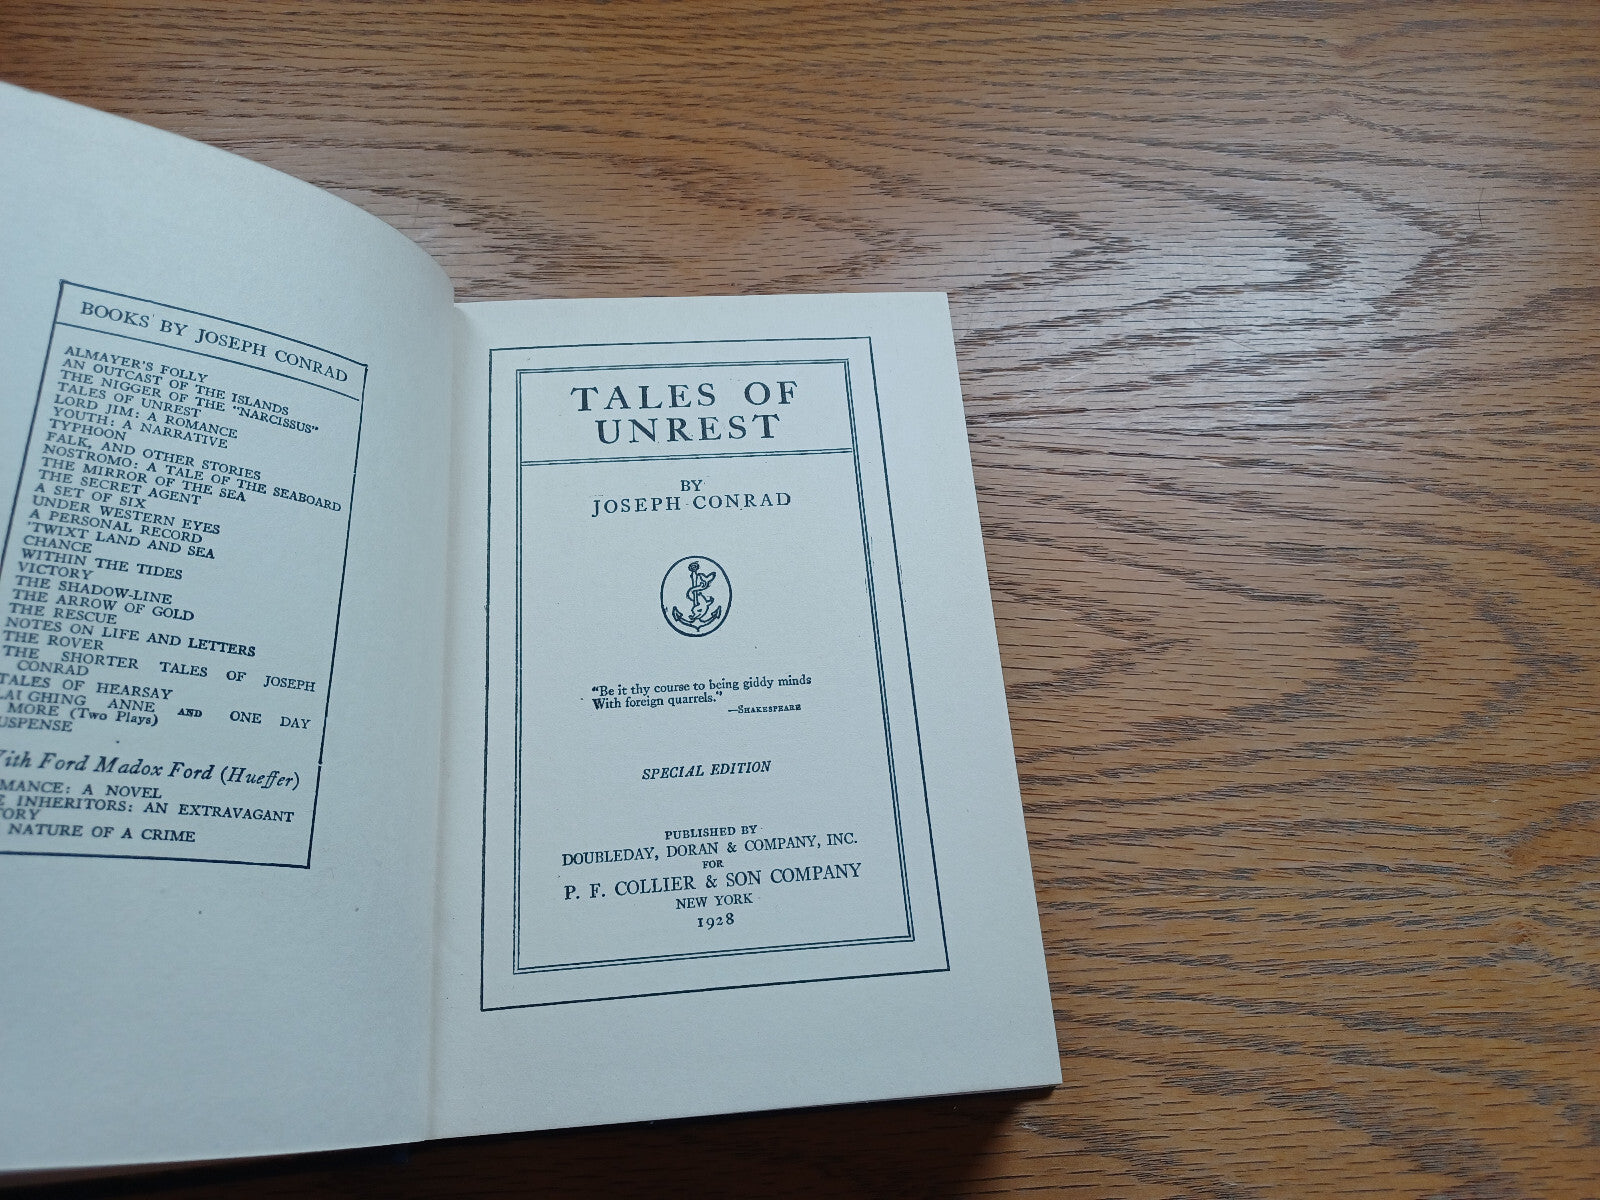 BOOKS BY JOSEPH CONRAD
ALMAYER'S FOLLY
AN OUTCAST OF THE ISLANDS
THE NIGGER OF THE "NARCISSUS"
TALES OF UNREST
LORD JIM: A ROMANCE
YOUTH: A NARRATIVE
TYPHOON
FALK, AND OTHER STORIES
NOSTROMO: A TALE OF THE SEABOARD
THE MIRROR OF THE SEA
THE SECRET AGENT
A SET OF SIX
UNDER WESTERN EYES
A PERSONAL RECORD
'TWIXT LAND AND SEA
CHANCE
WITHIN THE TIDES
VICTORY
THE SHADOW-LINE
THE ARROW OF GOLD
THE RESCUE
NOTES ON LIFE AND LETTERS
THE ROVER
THE SHORTER TALES OF JOSEPH
CONRAD
TALES OF HEARSAY
LAUGHING ANNE AND ONE DAY
MORE (Two Plays)
USPENSE
ith Ford Madox Ford (Hueffer)
MANCE: A NOVEL
E INHERITORS: AN EXTRAVAGANT
ORY
NATURE OF A CRIME
TALES OF
UNREST
BY
JOSEPH CONRAD
"Be it thy course to being giddy minds
With foreign quarrels."
—SHAKESPEARE
SPECIAL EDITION
PUBLISHED BY
DOUBLEDAY, DORAN & COMPANY, INC.
FOR
P. F. COLLIER & SON COMPANY
NEW YORK
1928